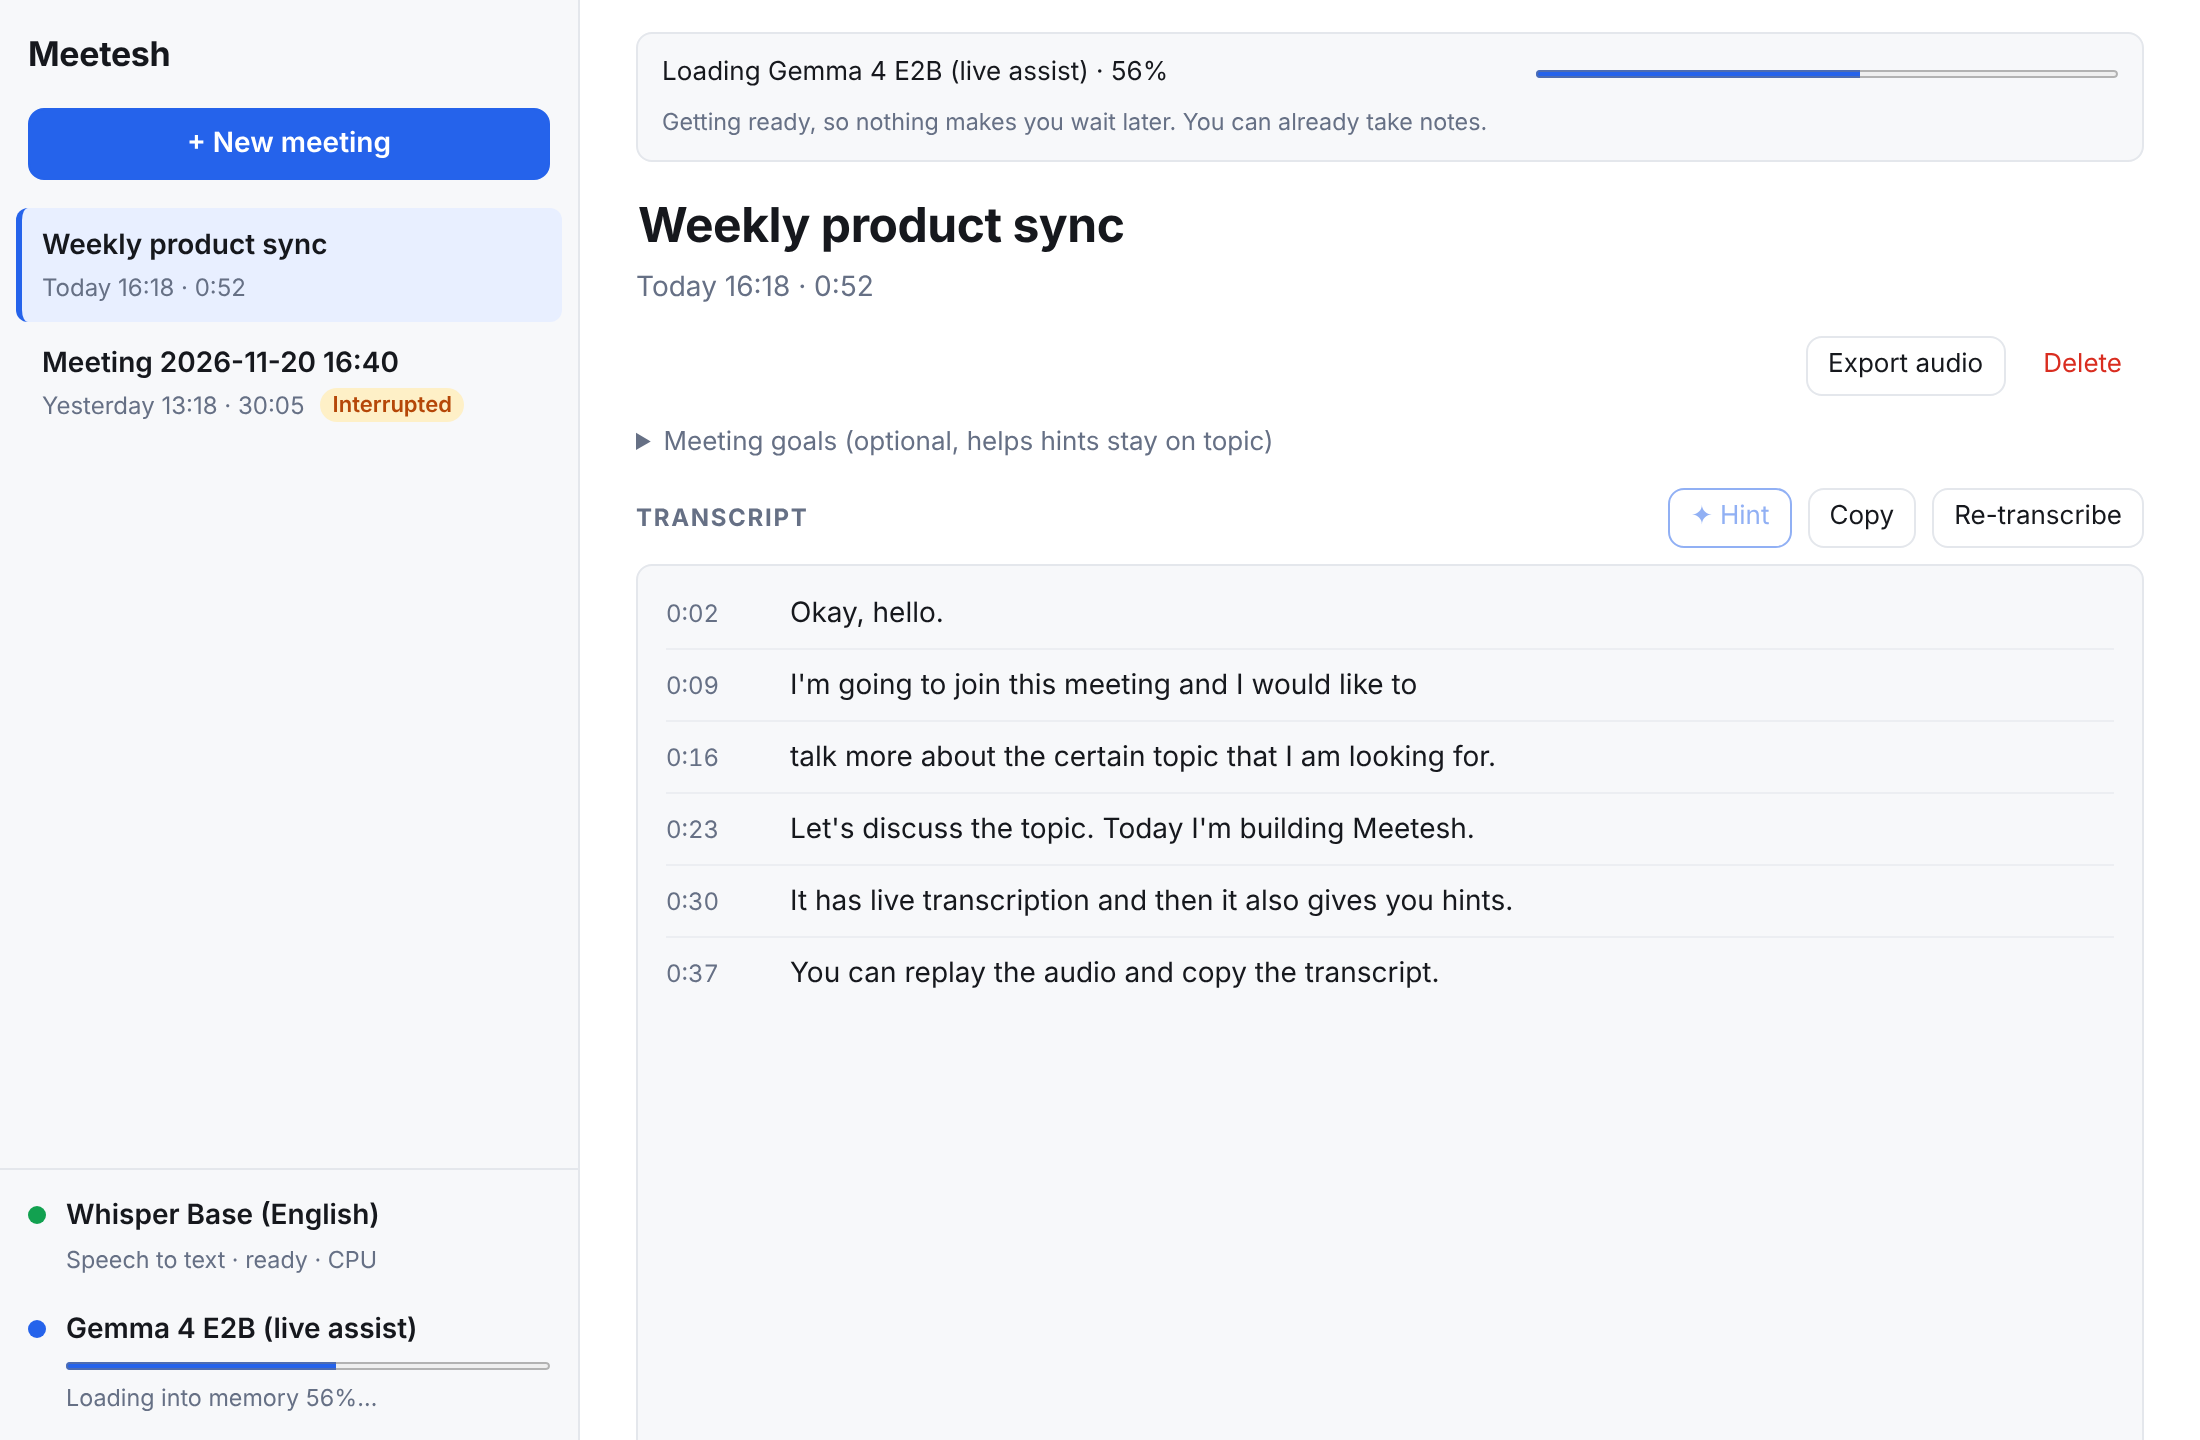 Meetesh
+ New meeting
Weekly product sync
Today 16:18 · 0:52
Meeting 2026-11-20 16:40
Yesterday 13:18 · 30:05 Interrupted
Whisper Base (English)
Speech to text · ready · CPU
Gemma 4 E2B (live assist)
Loading into memory 56%...
Loading Gemma 4 E2B (live assist) · 56%
Getting ready, so nothing makes you wait later. You can already take notes.
Weekly product sync
Today 16:18 · 0:52
Export audio Delete
▶ Meeting goals (optional, helps hints stay on topic)
TRANSCRIPT ✦ Hint Copy Re-transcribe
0:02 Okay, hello.
0:09 I'm going to join this meeting and I would like to
0:16 talk more about the certain topic that I am looking for.
0:23 Let's discuss the topic. Today I'm building Meetesh.
0:30 It has live transcription and then it also gives you hints.
0:37 You can replay the audio and copy the transcript.